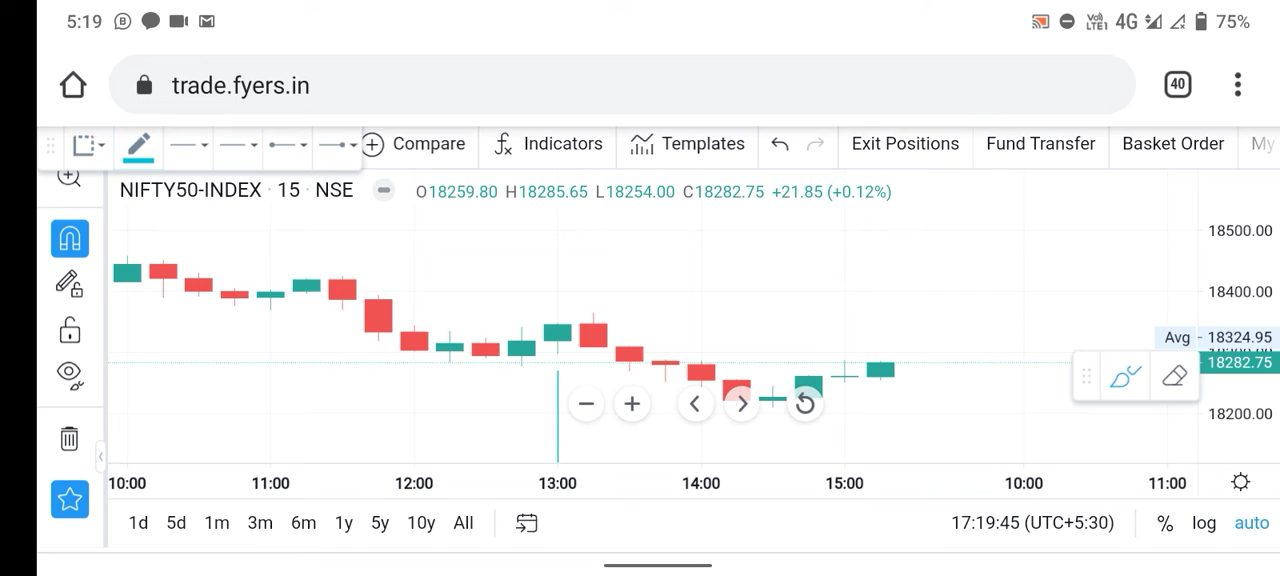 5:19 75%
VoI) LTE1 4G
40
trade.fyers.in
Compare fx Indicators Templates Exit Positions Fund Transfer Basket Order My
NIFTY50-INDEX · 15 · NSE O18259.80 H18285.65 L18254.00 C18282.75 +21.85 (+0.12%)
18500.00
18400.00
Avg - 18324.95
18282.75
18200.00
10:00 11:00 12:00 13:00 14:00 15:00 10:00 11:00
1d 5d 1m 3m 6m 1y 5y 10y All 17:19:45 (UTC+5:30) % log auto